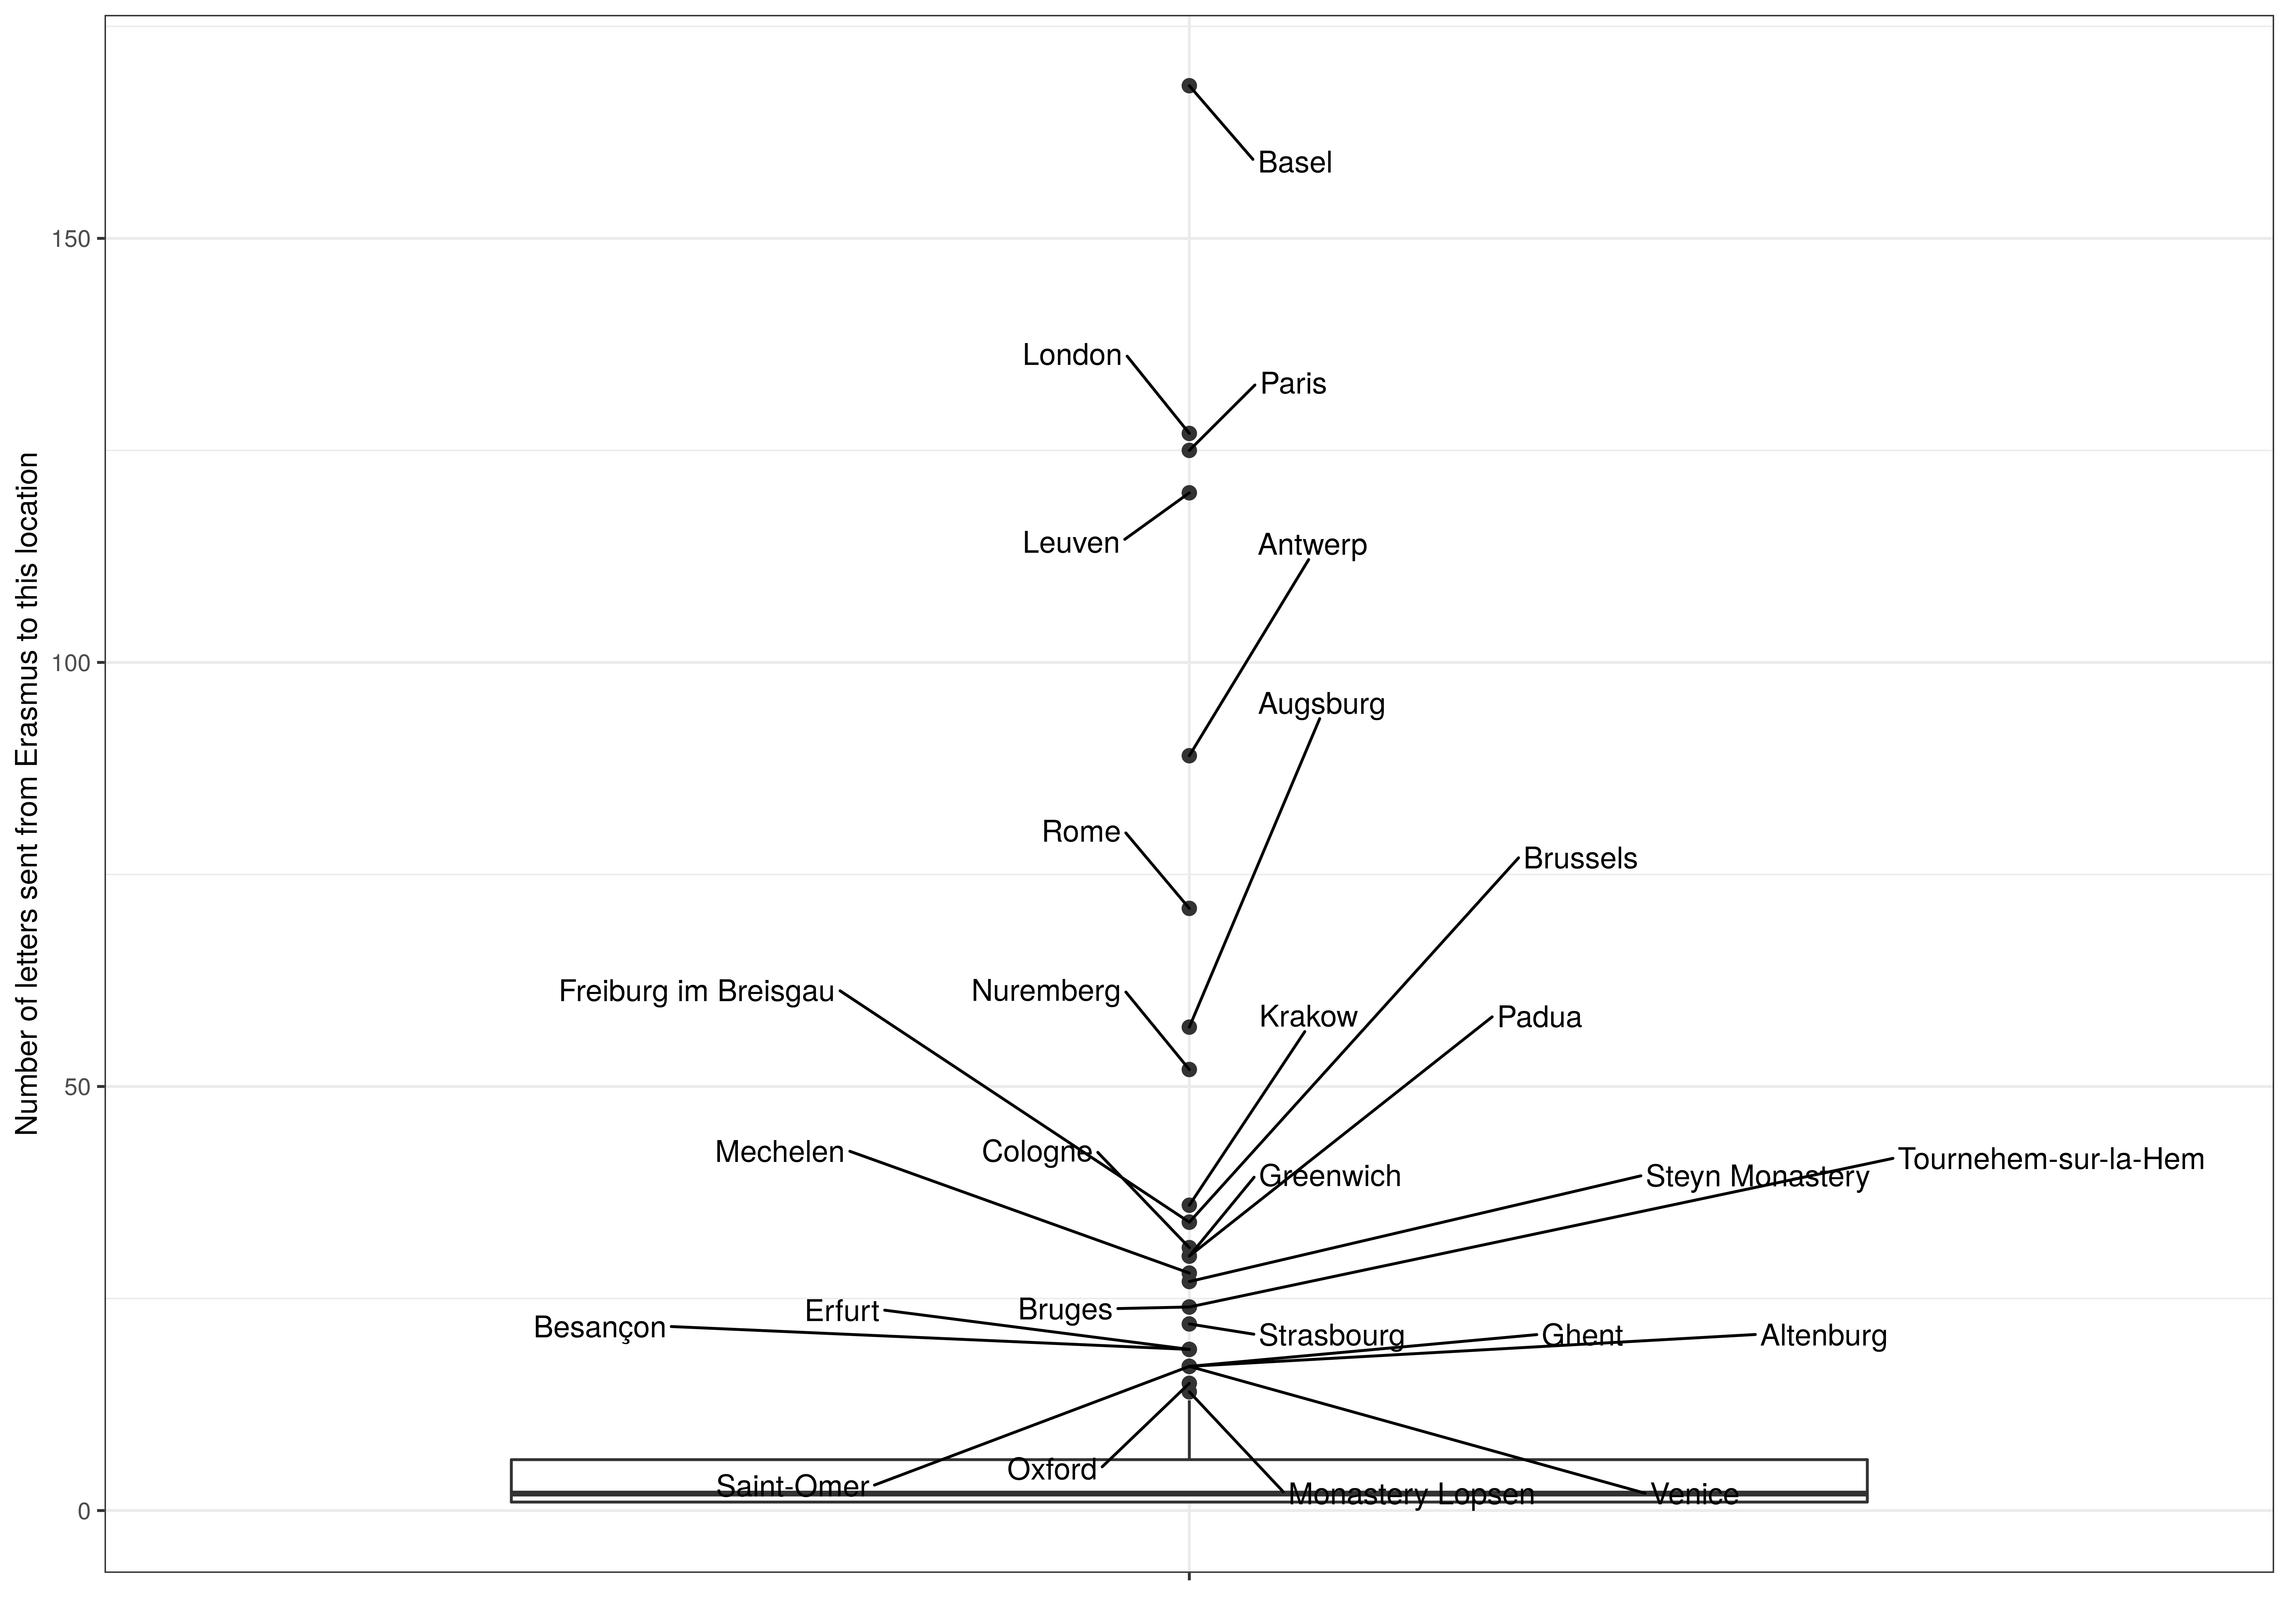 Number of letters sent from Erasmus to this location
150
100
50
0
Basel
London
Paris
Leuven
Antwerp
Augsburg
Rome
Brussels
Freiburg im Breisgau
Nuremberg
Krakow
Padua
Mechelen
Cologne
Greenwich
Steyn Monastery
Tournehem-sur-la-Hem
Besançon
Erfurt
Bruges
Strasbourg
Ghent
Altenburg
Saint-Omer
Oxford
Monastery Lopsen
Venice